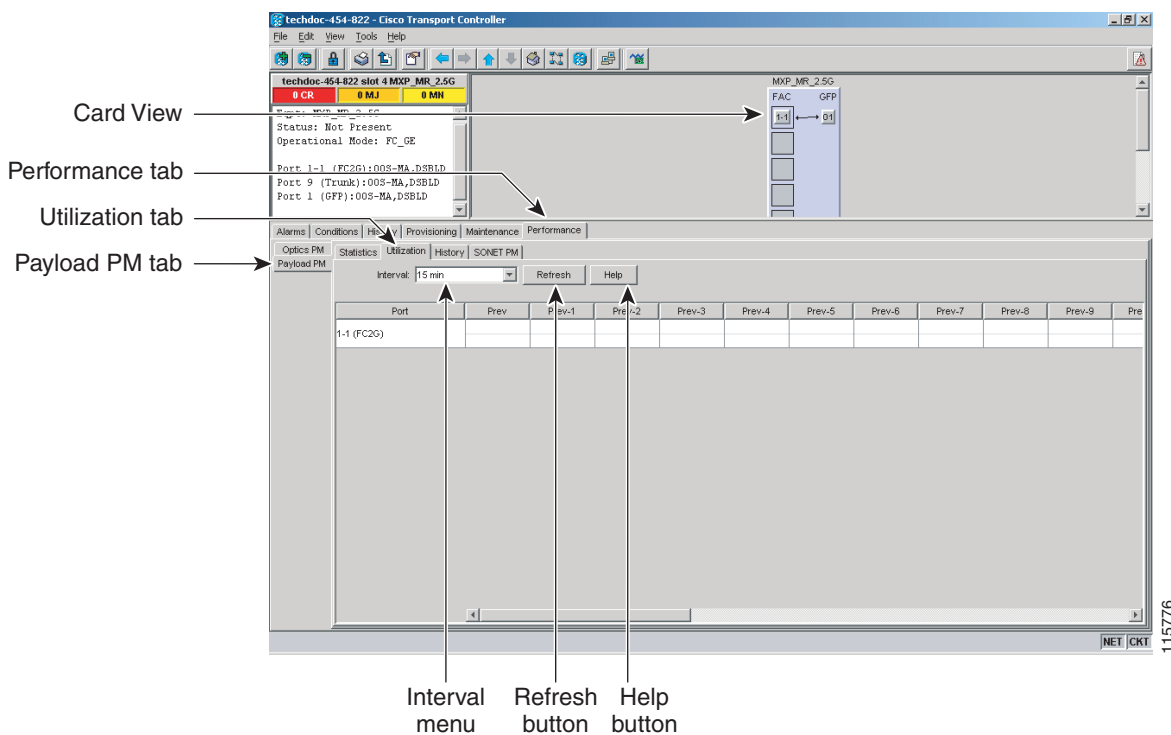 techdoc-454-822 - Cisco Transport Controller
File Edit View Tools Help
techdoc-454-822 slot 4 MXP_MR_2.5G
0 CR 0 MJ 0 MN
Eqpt: MXP_MR_2.5G
Status: Not Present
Operational Mode: FC_GE
Port 1-1 (FC2G):OOS-MA,DSBLD
Port 9 (Trunk):OOS-MA,DSBLD
Port 1 (GFP):OOS-MA,DSBLD
MXP_MR_2.5G
FAC GFP
1-1 01
Card View
Performance tab
Utilization tab
Payload PM tab
Alarms Conditions History Provisioning Maintenance Performance
Optics PM
Payload PM
Statistics Utilization History SONET PM
Interval: 15 min Refresh Help
Port Prev Prev-1 Prev-2 Prev-3 Prev-4 Prev-5 Prev-6 Prev-7 Prev-8 Prev-9 Pre
1-1 (FC2G)
NET CKT
115776
Interval menu
Refresh button
Help button